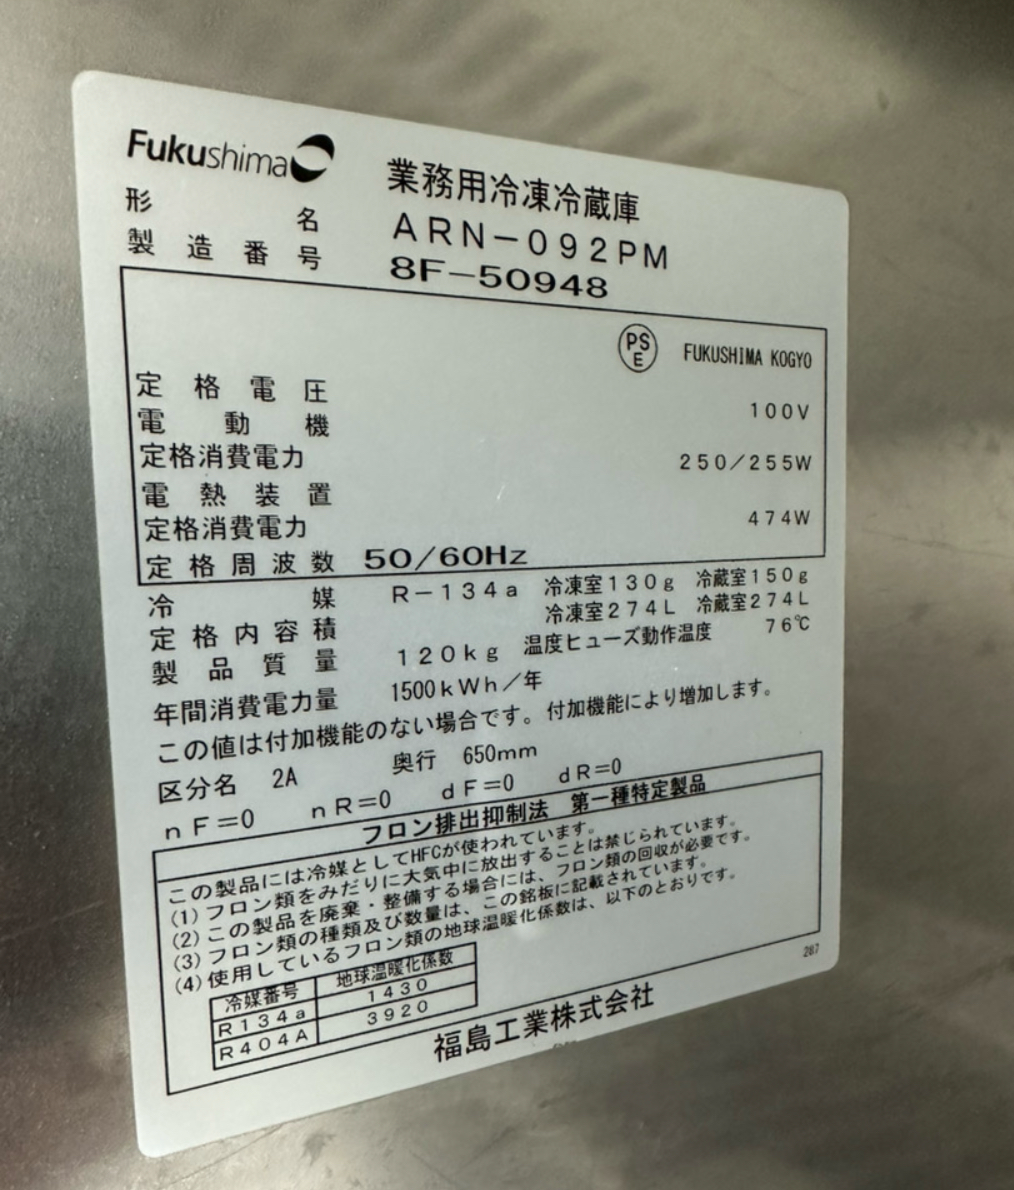 Fukushima
業務用冷凍冷蔵庫
形名 ARN-092PM
製造番号 8F-50948
PS E FUKUSHIMA KOGYO
定格電圧 100V
電動機
定格消費電力 250/255W
電熱装置
定格消費電力 474W
定格周波数 50/60Hz
冷媒 R-134a 冷凍室130g 冷蔵室150g
定格内容積 冷凍室274L 冷蔵室274L
製品質量 120kg 温度ヒューズ動作温度 76℃
年間消費電力量 1500kWh/年
この値は付加機能のない場合です。付加機能により増加します。
区分名 2A 奥行 650mm
nF=0 nR=0 dF=0 dR=0
フロン排出抑制法 第一種特定製品
この製品には冷媒としてHFCが使われています。
(1)フロン類をみだりに大気中に放出することは禁じられています。
(2)この製品を廃棄・整備する場合には、フロン類の回収が必要です。
(3)フロン類の種類及び数量は、この銘板に記載されています。
(4)使用しているフロン類の地球温暖化係数は、以下のとおりです。
冷媒番号 地球温暖化係数
R134a 1430
R404A 3920
287
福島工業株式会社